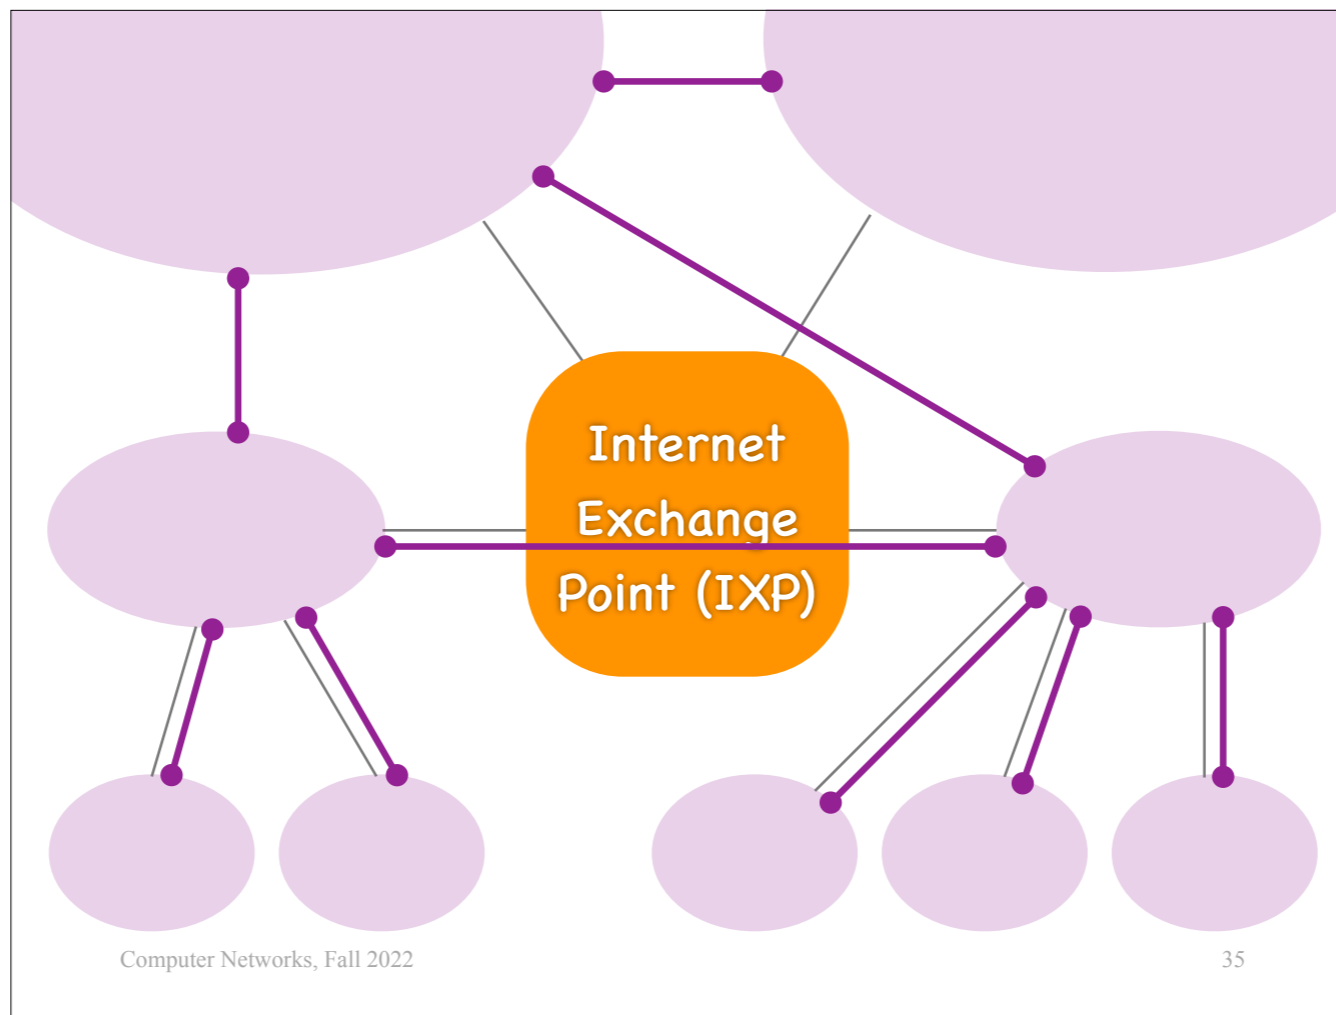 Internet
Exchange
Point (IXP)
Computer Networks, Fall 2022
35